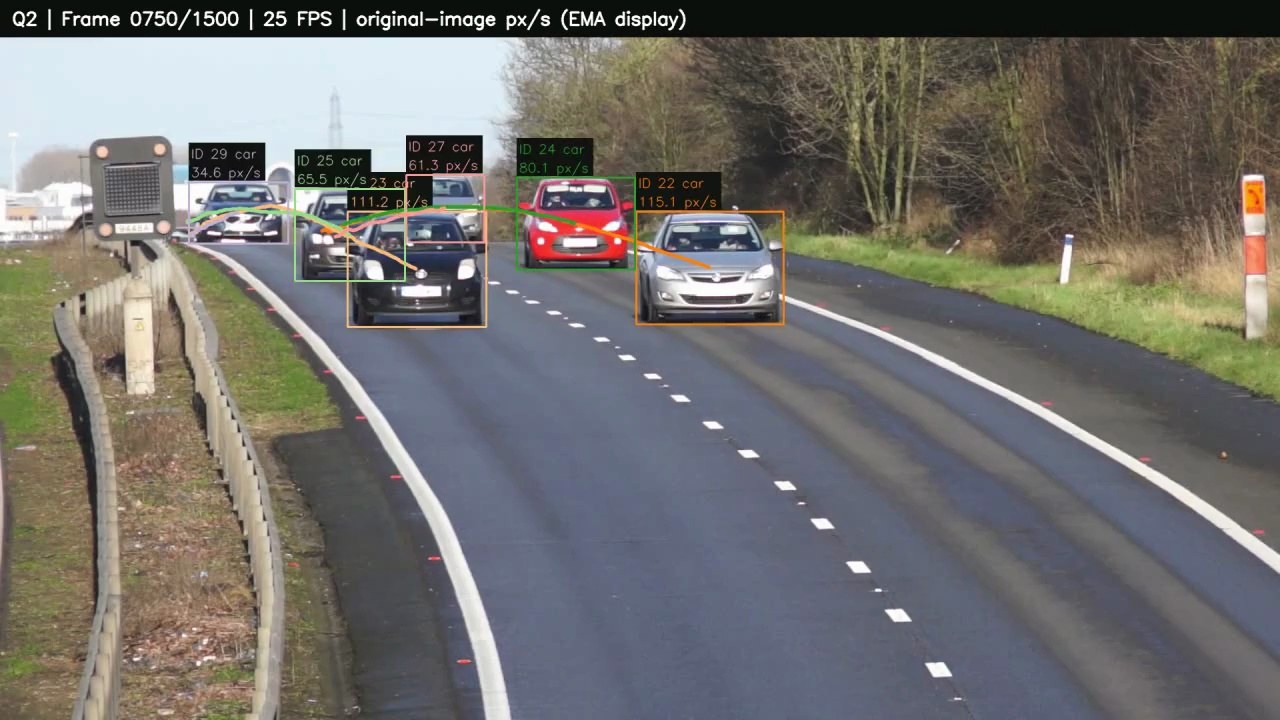 Q2 | Frame 0750/1500 | 25 FPS | original-image px/s (EMA display)
ID 29 car
34.6 px/s
ID 25 car
65.5 px/s
ID 27 car
61.3 px/s
23 car
111.2 px/s
ID 24 car
80.1 px/s
ID 22 car
115.1 px/s